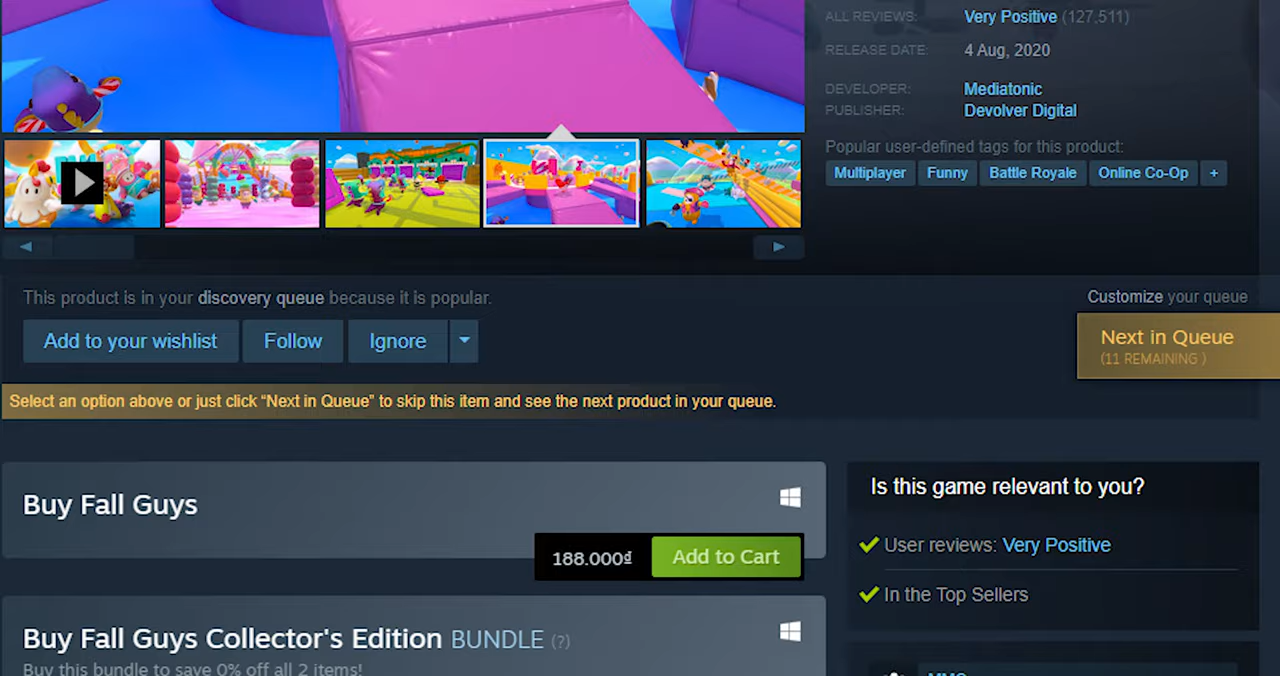 ALL REVIEWS: Very Positive (127,511)
RELEASE DATE: 4 Aug, 2020
DEVELOPER: Mediatonic
PUBLISHER: Devolver Digital
Popular user-defined tags for this product:
Multiplayer Funny Battle Royale Online Co-Op +
This product is in your discovery queue because it is popular.
Customize your queue
Add to your wishlist Follow Ignore
Next in Queue
(11 REMAINING )
Select an option above or just click “Next in Queue” to skip this item and see the next product in your queue.
Buy Fall Guys
188.000₫ Add to Cart
Is this game relevant to you?
User reviews: Very Positive
In the Top Sellers
Buy Fall Guys Collector's Edition BUNDLE (?)
Buy this bundle to save 0% off all 2 items!
MMO